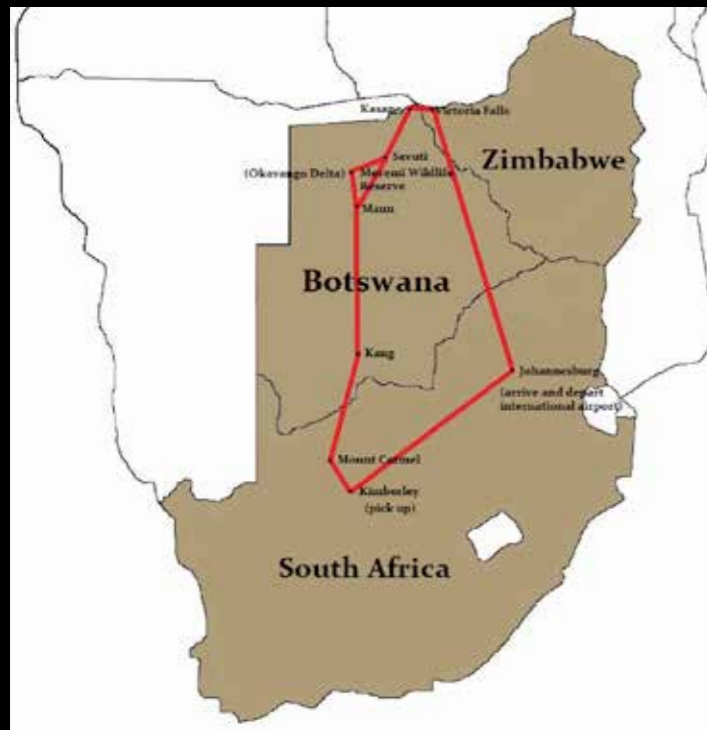 Kasane
Victoria Falls
Savuti
Zimbabwe
(Okavango Delta)
Moremi Wildlife
Reserve
Maun
Botswana
Kang
Johannesburg
(arrive and depart
international airport)
Mount Carmel
Kimberley
(pick up)
South Africa